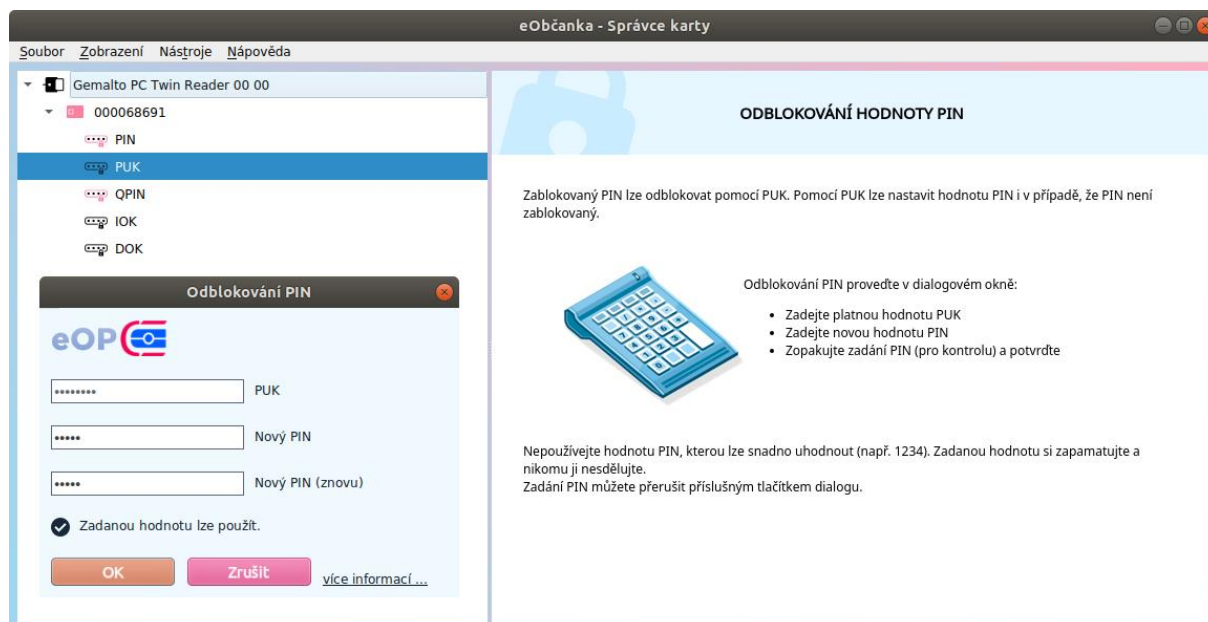 eObčanka - Správce karty
Soubor Zobrazení Nástroje Nápověda
Gemalto PC Twin Reader 00 00
000068691
PIN
PUK
QPIN
IOK
DOK
Odblokování PIN
eOP
•••••••• PUK
••••• Nový PIN
••••• Nový PIN (znovu)
Zadanou hodnotu lze použít.
OK Zrušit více informací ...
ODBLOKOVÁNÍ HODNOTY PIN
Zablokovaný PIN lze odblokovat pomocí PUK. Pomocí PUK lze nastavit hodnotu PIN i v případě, že PIN není
zablokovaný.
Odblokování PIN proveďte v dialogovém okně:
• Zadejte platnou hodnotu PUK
• Zadejte novou hodnotu PIN
• Zopakujte zadání PIN (pro kontrolu) a potvrďte
Nepoužívejte hodnotu PIN, kterou lze snadno uhodnout (např. 1234). Zadanou hodnotu si zapamatujte a
nikomu ji nesdělujte.
Zadání PIN můžete přerušit příslušným tlačítkem dialogu.